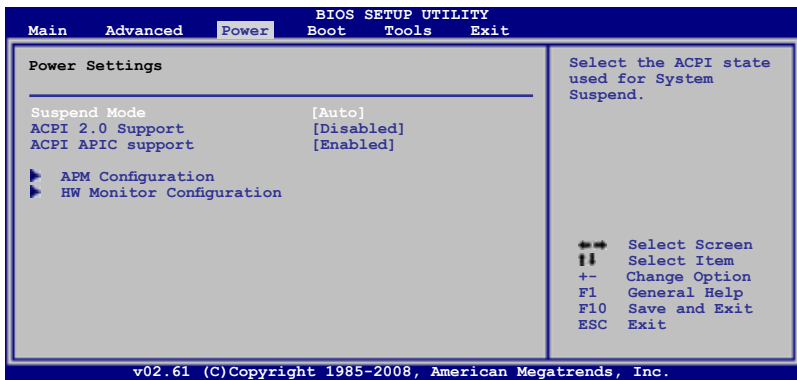 BIOS SETUP UTILITY
Main Advanced Power Boot Tools Exit
Power Settings
Suspend Mode [Auto]
ACPI 2.0 Support [Disabled]
ACPI APIC support [Enabled]
APM Configuration
HW Monitor Configuration
Select the ACPI state
used for System
Suspend.
Select Screen
Select Item
+- Change Option
F1 General Help
F10 Save and Exit
ESC Exit
v02.61 (C)Copyright 1985-2008, American Megatrends, Inc.